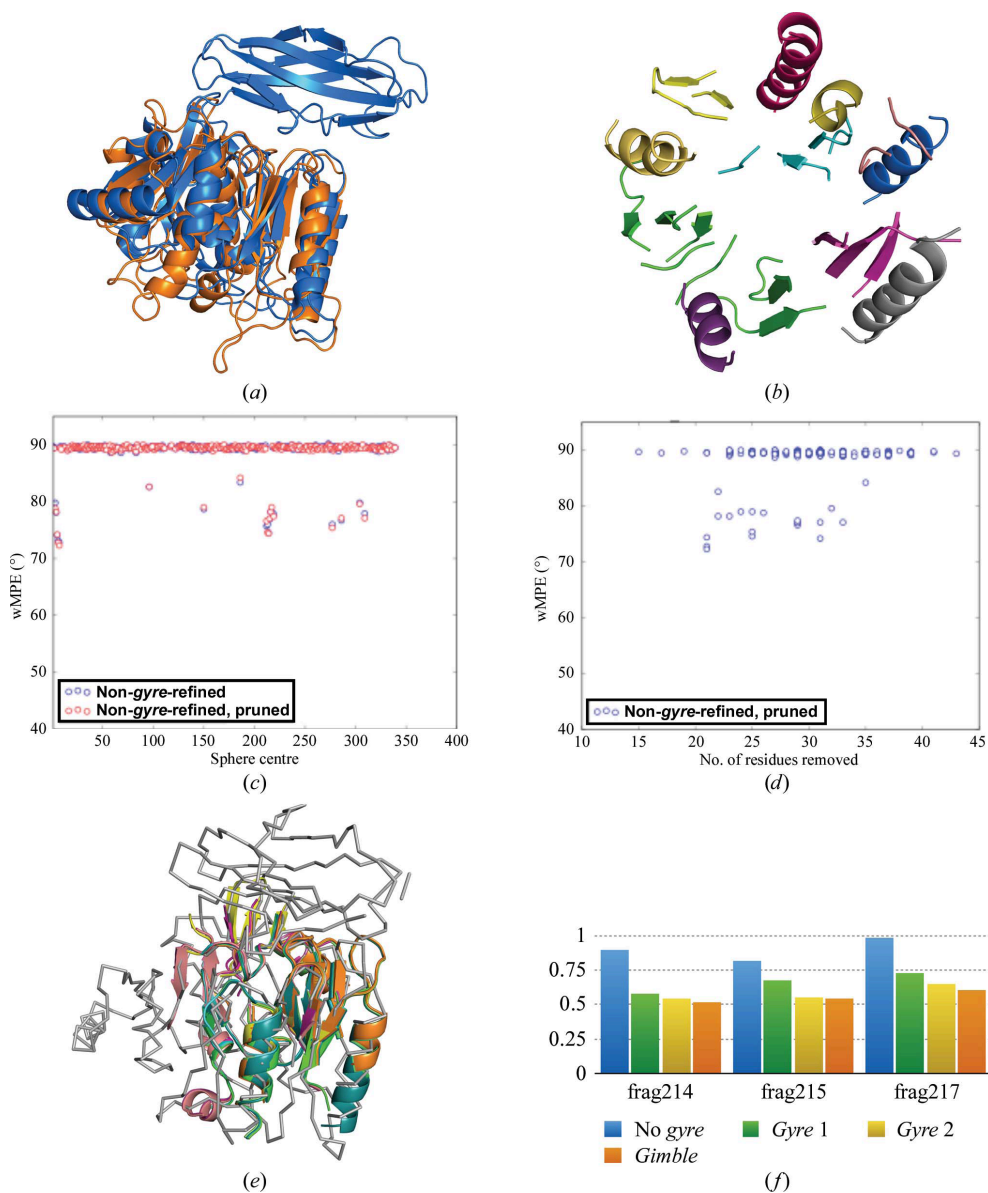 (a)
(b)
wMPE (°)
90
80
70
60
50
40
50
100
150
200
250
300
350
400
Non-gyre-refined
Non-gyre-refined, pruned
Sphere centre
(c)
wMPE (°)
90
80
70
60
50
40
10
15
20
25
30
35
40
45
Non-gyre-refined, pruned
No. of residues removed
(d)
(e)
1
0.75
0.5
0.25
0
frag214 frag215 frag217
No gyre Gyre 1 Gyre 2
Gimble
(f)